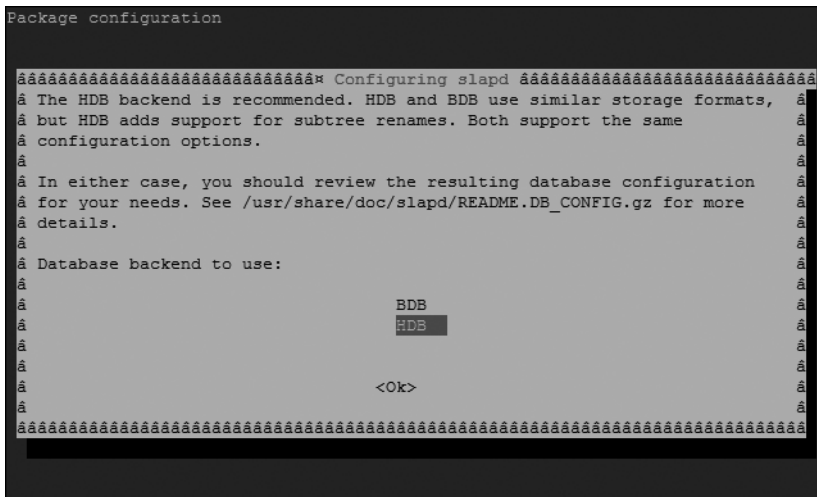 Package configuration
âââââââââââââââââââââââââââââ¤ Configuring slapd âââââââââââââââââââââââââââââ
â The HDB backend is recommended. HDB and BDB use similar storage formats, â
â but HDB adds support for subtree renames. Both support the same â
â configuration options. â
â â
â In either case, you should review the resulting database configuration â
â for your needs. See /usr/share/doc/slapd/README.DB_CONFIG.gz for more â
â details. â
â â
â Database backend to use: â
â â
â BDB â
â HDB â
â â
â â
â <Ok> â
â â
âââââââââââââââââââââââââââââââââââââââââââââââââââââââââââââââââââââââââââââ